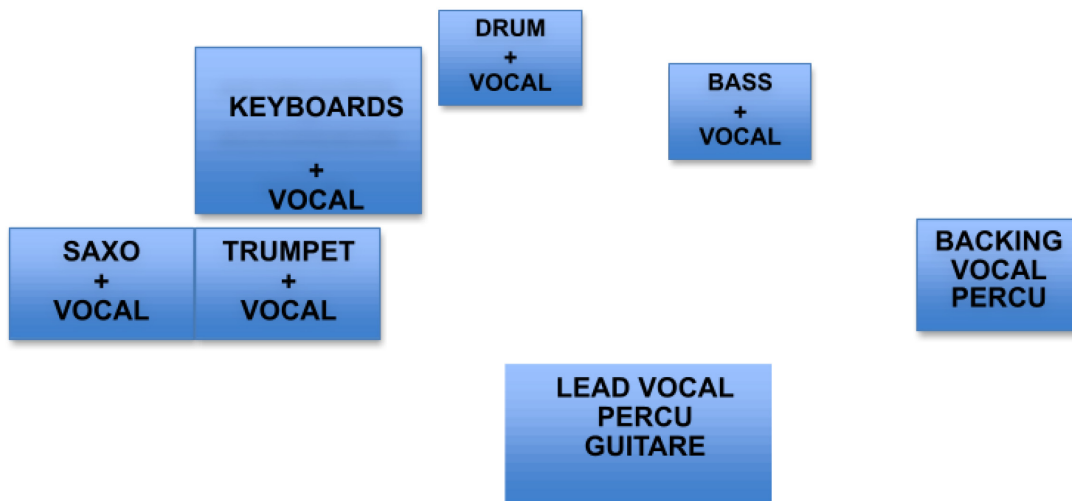 DRUM
+
VOCAL
KEYBOARDS
+
VOCAL
BASS
+
VOCAL
SAXO
+
VOCAL
TRUMPET
+
VOCAL
BACKING
VOCAL
PERCU
LEAD VOCAL
PERCU
GUITARE